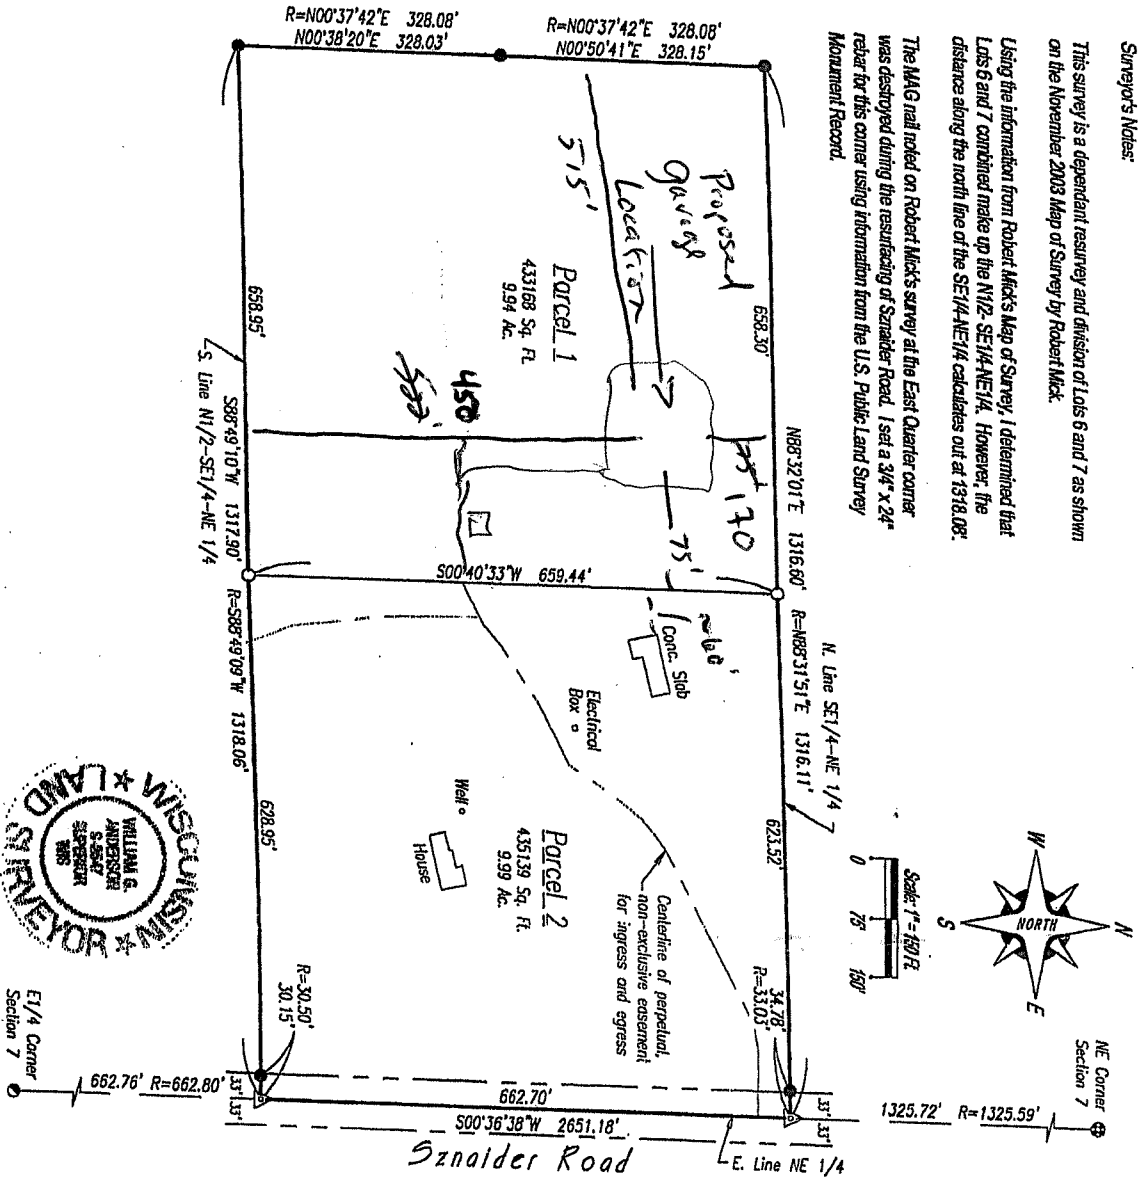 Surveyor's Notes:
This survey is a dependant resurvey and division of Lots 6 and 7 as shown
on the November 2003 Map of Survey by Robert Mick.
Using the information from Robert Mick's Map of Survey, I determined that
Lots 6 and 7 combined make up the N1/2- SE1/4-NE1/4. However, the
distance along the north line of the SE1/4-NE1/4 calculates out at 1318.08'.
The MAG nail noted on Robert Mick's survey at the East Quarter corner
was destroyed during the resurfacing of Sznaider Road. I set a 3/4" x 24"
rebar for this corner using information from the U.S. Public Land Survey
Monument Record.
R=N00°37'42"E 328.08'
N00°38'20"E 328.03'
R=N00°37'42"E 328.08'
N00°50'41"E 328.15'
Proposed
garage
Location
515'
Parcel 1
433168 Sq. Ft.
9.94 Ac.
658.30'
658.95'
S. Line N1/2-SE1/4-NE 1/4
S88°49'10"W 1317.90'
R=S88°49'09"W 1318.06'
N88°32'01"E 1316.60'
R=N88°31'51"E 1316.11'
N. Line SE1/4-NE 1/4
450
170
75'
≈60'
S00°40'33"W 659.44'
Conc. Slab
Electrical
Box
Well
House
Parcel 2
435139 Sq. Ft.
9.99 Ac.
Centerline of perpetual,
non-exclusive easement
for ingress and egress
623.52'
628.95'
34.78'
R=33.03'
R=30.50'
30.15'
Scale: 1" = 150 Ft.
0 75' 150'
N
W
NORTH
E
S
NE Corner
Section 7
E1/4 Corner
Section 7
662.76' R=662.80'
33' 33'
662.70'
S00°36'38"W 2651.18'
33' 33'
1325.72' R=1325.59'
E. Line NE 1/4
Sznaider Road
WISCONSIN
LAND SURVEYOR
WILLIAM G.
ANDERSON
SUPERIOR
WIS